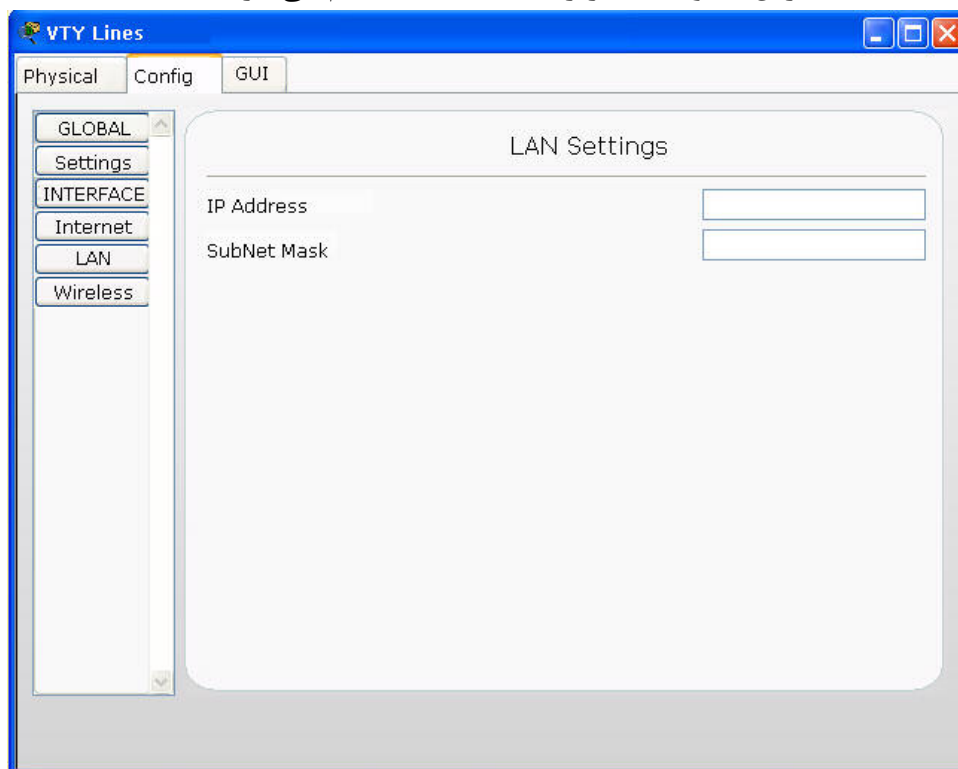 VTY Lines
Physical Config GUI
GLOBAL
Settings
INTERFACE
Internet
LAN
Wireless
LAN Settings
IP Address
SubNet Mask